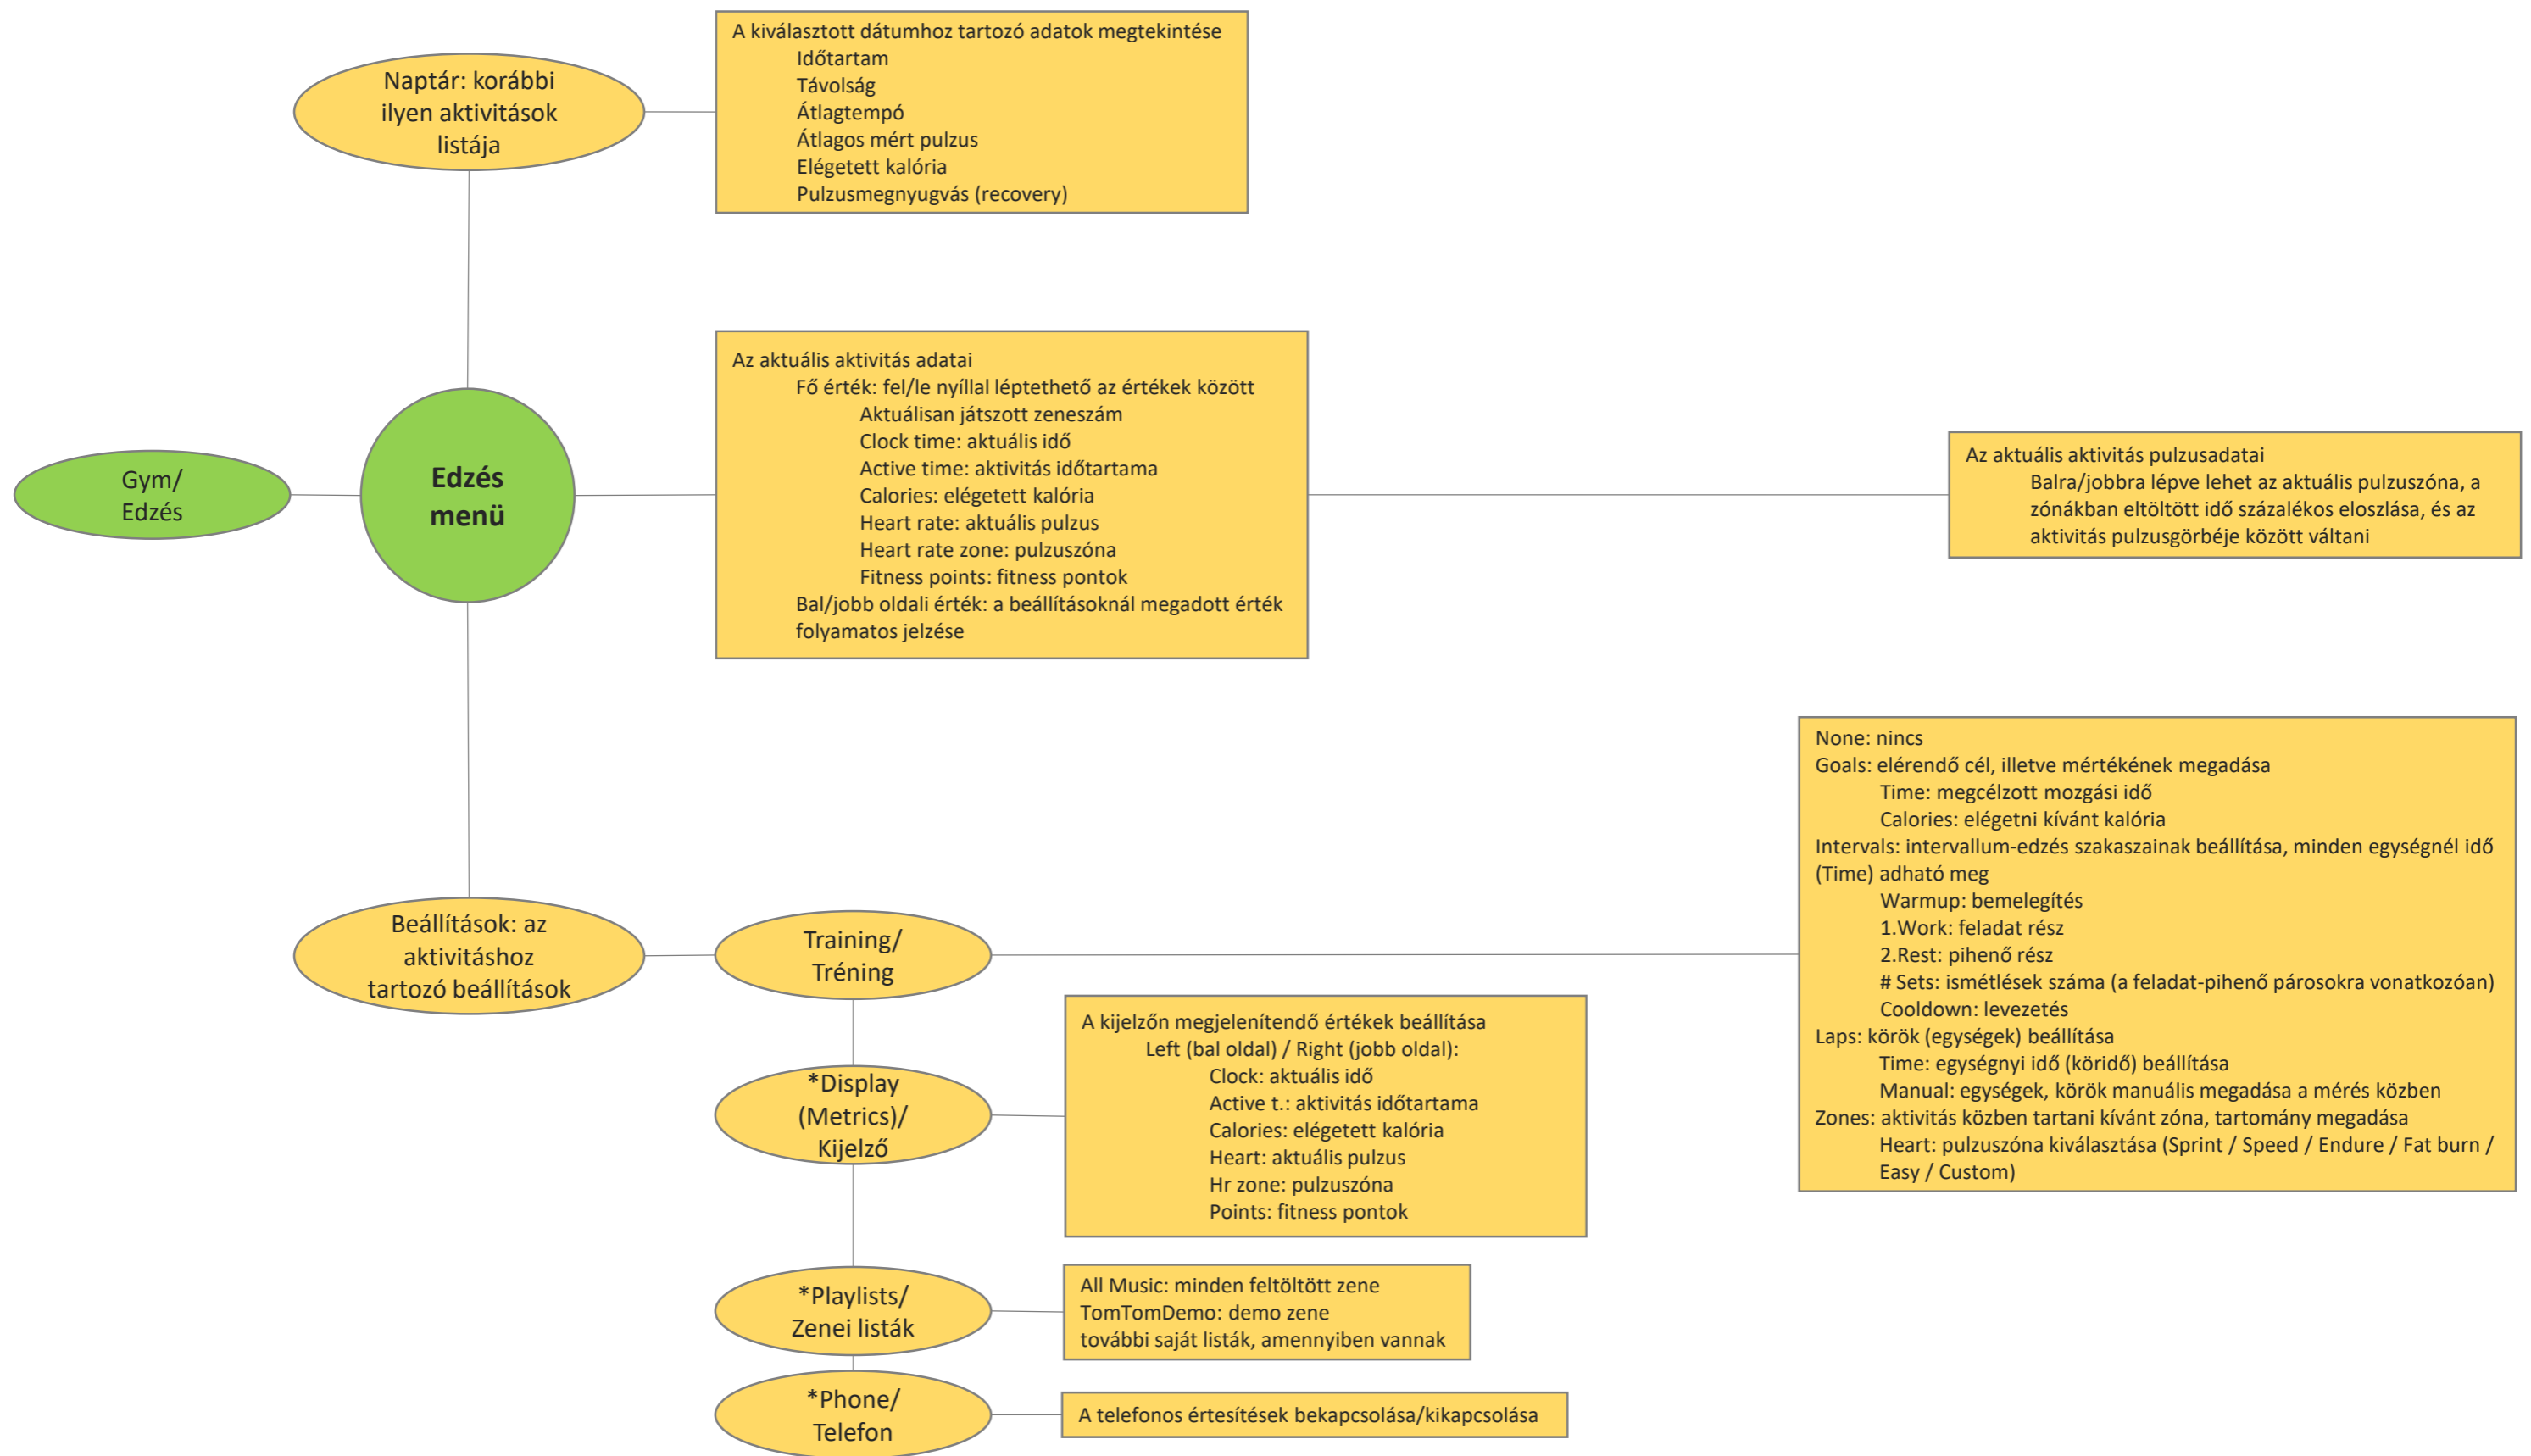 A kiválasztott dátumhoz tartozó adatok megtekintése
Időtartam
Távolság
Átlagtempó
Átlagos mért pulzus
Elégetett kalória
Pulzusmegnyugvás (recovery)
Naptár: korábbi
ilyen aktivitások
listája
Gym/
Edzés
Edzés
menü
Az aktuális aktivitás adatai
Fő érték: fel/le nyíllal léptethető az értékek között
Aktuálisan játszott zeneszám
Clock time: aktuális idő
Active time: aktivitás időtartama
Calories: elégetett kalória
Heart rate: aktuális pulzus
Heart rate zone: pulzuszóna
Fitness points: fitness pontok
Bal/jobb oldali érték: a beállításoknál megadott érték
folyamatos jelzése
Az aktuális aktivitás pulzusadatai
Balra/jobbra lépve lehet az aktuális pulzuszóna, a
zónákban eltöltött idő százalékos eloszlása, és az
aktivitás pulzusgörbéje között váltani
Beállítások: az
aktivitáshoz
tartozó beállítások
Training/
Tréning
None: nincs
Goals: elérendő cél, illetve mértékének megadása
Time: megcélzott mozgási idő
Calories: elégetni kívánt kalória
Intervals: intervallum-edzés szakaszainak beállítása, minden egységnél idő
(Time) adható meg
Warmup: bemelegítés
1.Work: feladat rész
2.Rest: pihenő rész
# Sets: ismétlések száma (a feladat-pihenő párosokra vonatkozóan)
Cooldown: levezetés
Laps: körök (egységek) beállítása
Time: egységnyi idő (köridő) beállítása
Manual: egységek, körök manuális megadása a mérés közben
Zones: aktivitás közben tartani kívánt zóna, tartomány megadása
Heart: pulzuszóna kiválasztása (Sprint / Speed / Endure / Fat burn /
Easy / Custom)
*Display
(Metrics)/
Kijelző
A kijelzőn megjelenítendő értékek beállítása
Left (bal oldal) / Right (jobb oldal):
Clock: aktuális idő
Active t.: aktivitás időtartama
Calories: elégetett kalória
Heart: aktuális pulzus
Hr zone: pulzuszóna
Points: fitness pontok
*Playlists/
Zenei listák
All Music: minden feltöltött zene
TomTomDemo: demo zene
további saját listák, amennyiben vannak
*Phone/
Telefon
A telefonos értesítések bekapcsolása/kikapcsolása